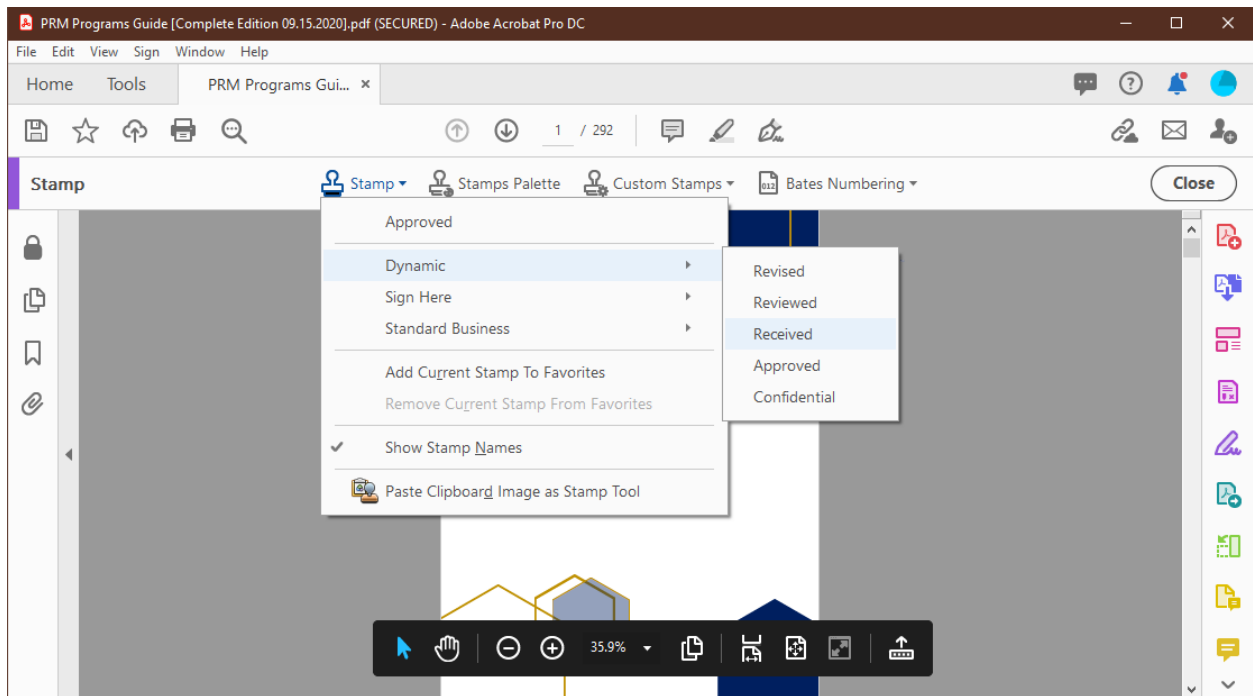 PRM Programs Guide [Complete Edition 09.15.2020].pdf (SECURED) - Adobe Acrobat Pro DC
File Edit View Sign Window Help
Home Tools PRM Programs Gui... ×
1 / 292
Stamp Stamp Stamps Palette Custom Stamps 012 Bates Numbering Close
Approved
Dynamic
Sign Here
Standard Business
Add Current Stamp To Favorites
Remove Current Stamp From Favorites
Show Stamp Names
Paste Clipboard Image as Stamp Tool
Revised
Reviewed
Received
Approved
Confidential
35.9%